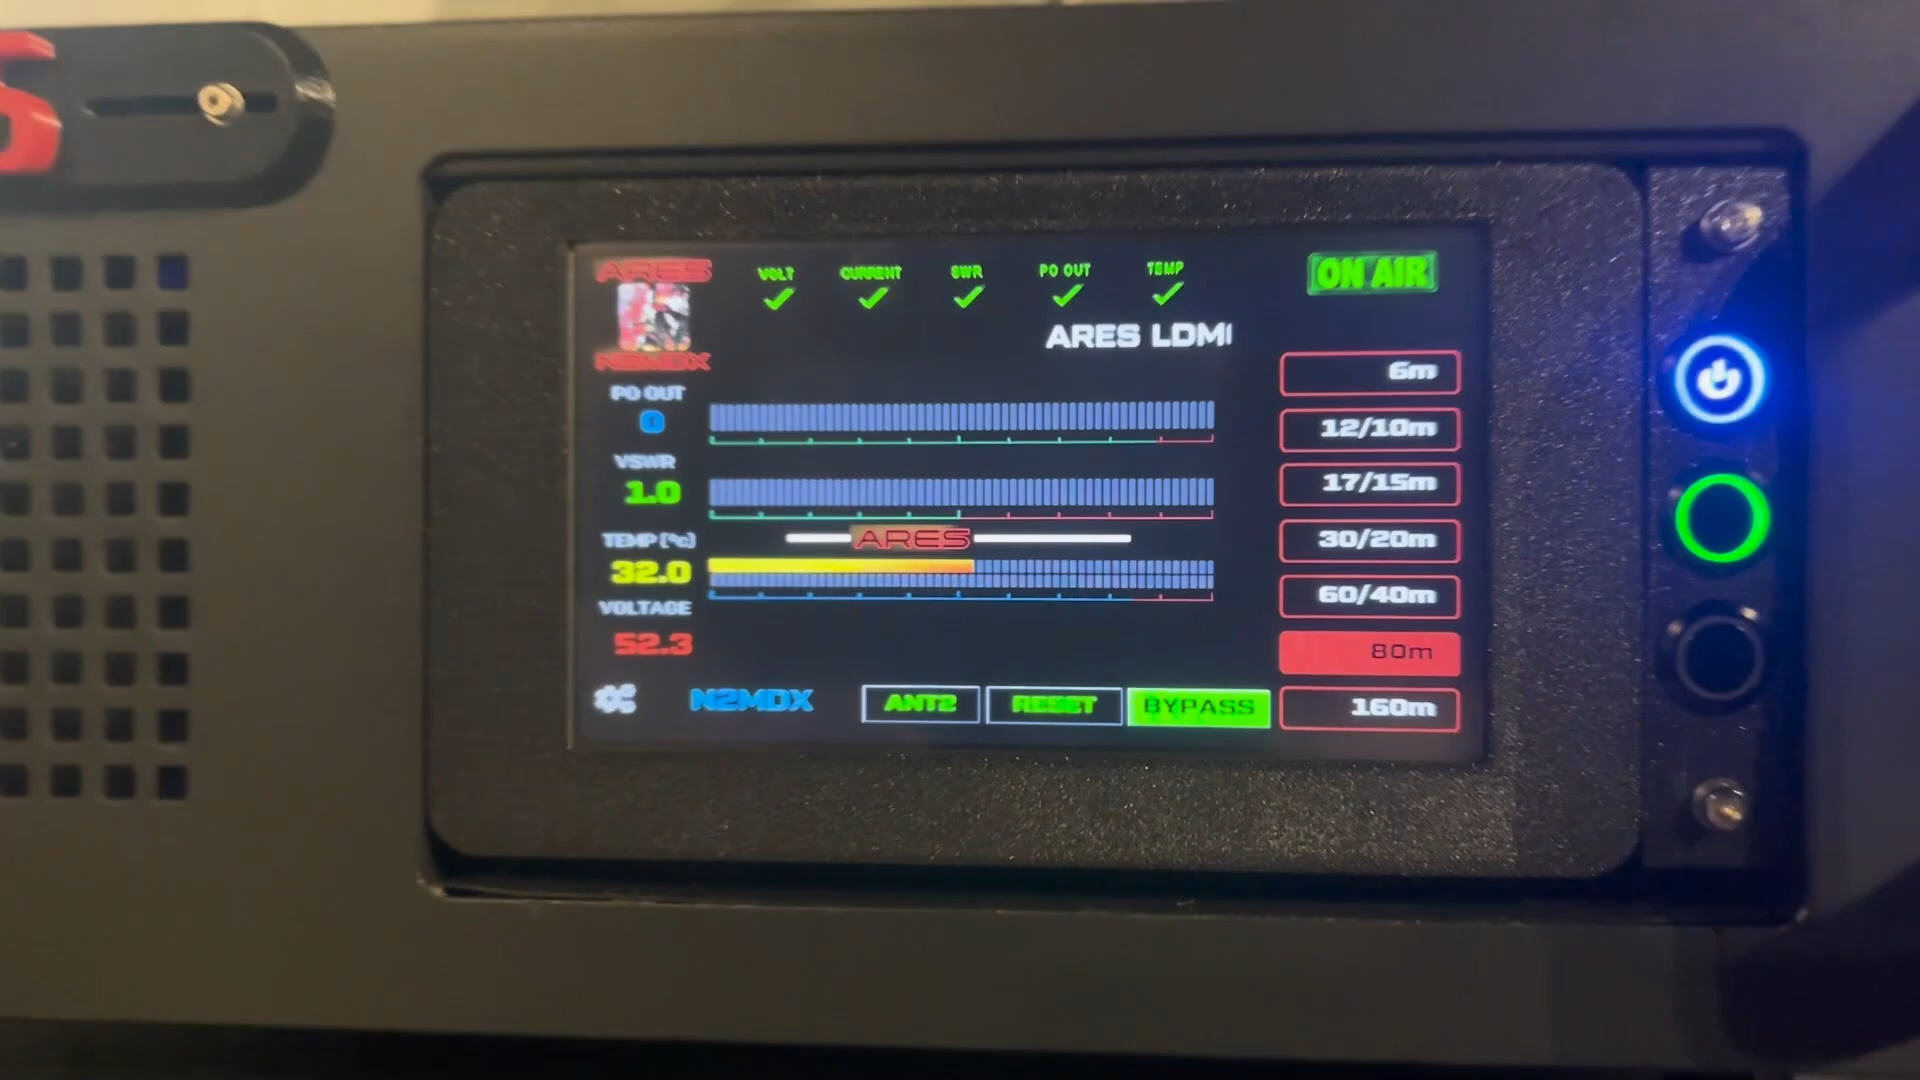 S
ARES
N2MDX
VOLT CURRENT SWR PO OUT TEMP
ON AIR
ARES LDM
PO OUT
0
VSWR
1.0
ARES
TEMP (°C)
32.0
VOLTAGE
52.3
N2MDX
ANT2
RESET
BYPASS
6m
12/10m
17/15m
30/20m
60/40m
80m
160m